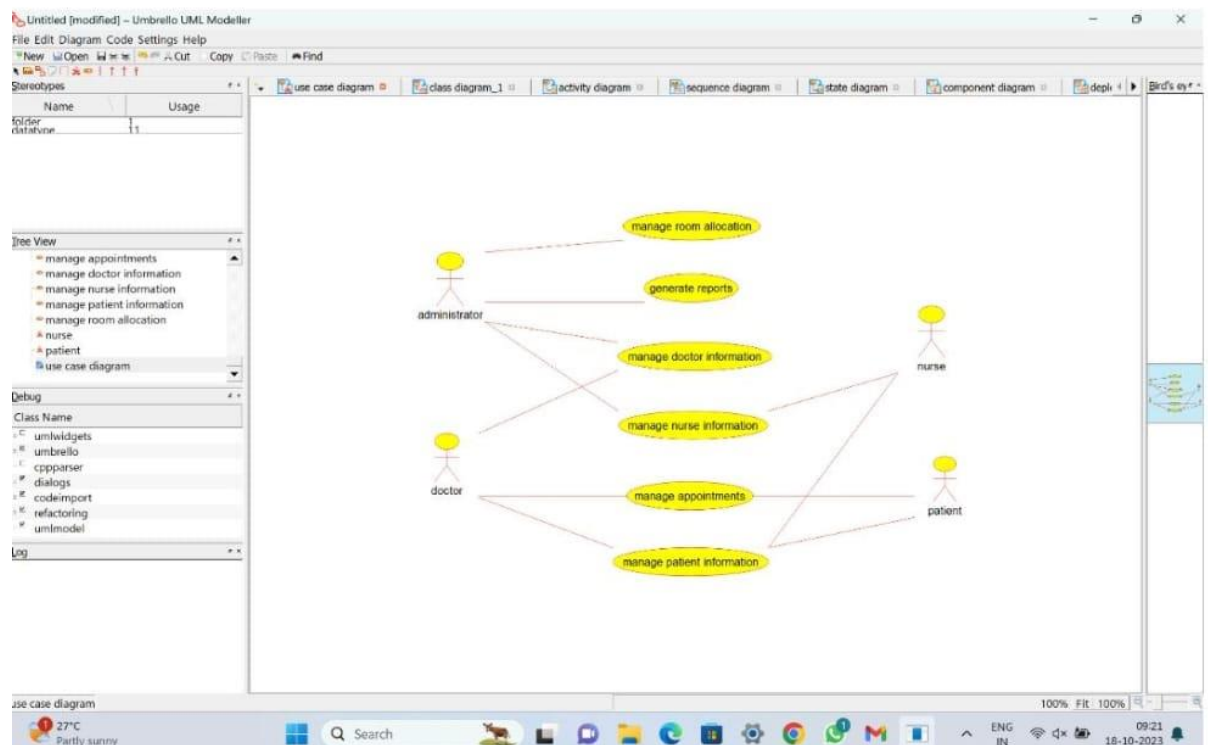 Untitled [modified] – Umbrello UML Modeller
File Edit Diagram Code Settings Help
New Open Cut Copy Paste Find
Stereotypes
Name Usage
folder 1
datatype 11
use case diagram
class diagram_1
activity diagram
sequence diagram
state diagram
component diagram
depl
Bird's ey
Tree View
manage appointments
manage doctor information
manage nurse information
manage patient information
manage room allocation
nurse
patient
use case diagram
Debug
Class Name
umlwidgets
umbrello
cppparser
dialogs
codeimport
refactoring
umlmodel
Log
manage room allocation
generate reports
administrator
manage doctor information
nurse
manage nurse information
doctor
manage appointments
patient
manage patient information
use case diagram
100% Fit 100%
1
27°C
Partly sunny
Search
ENG
IN
09:21
18-10-2023